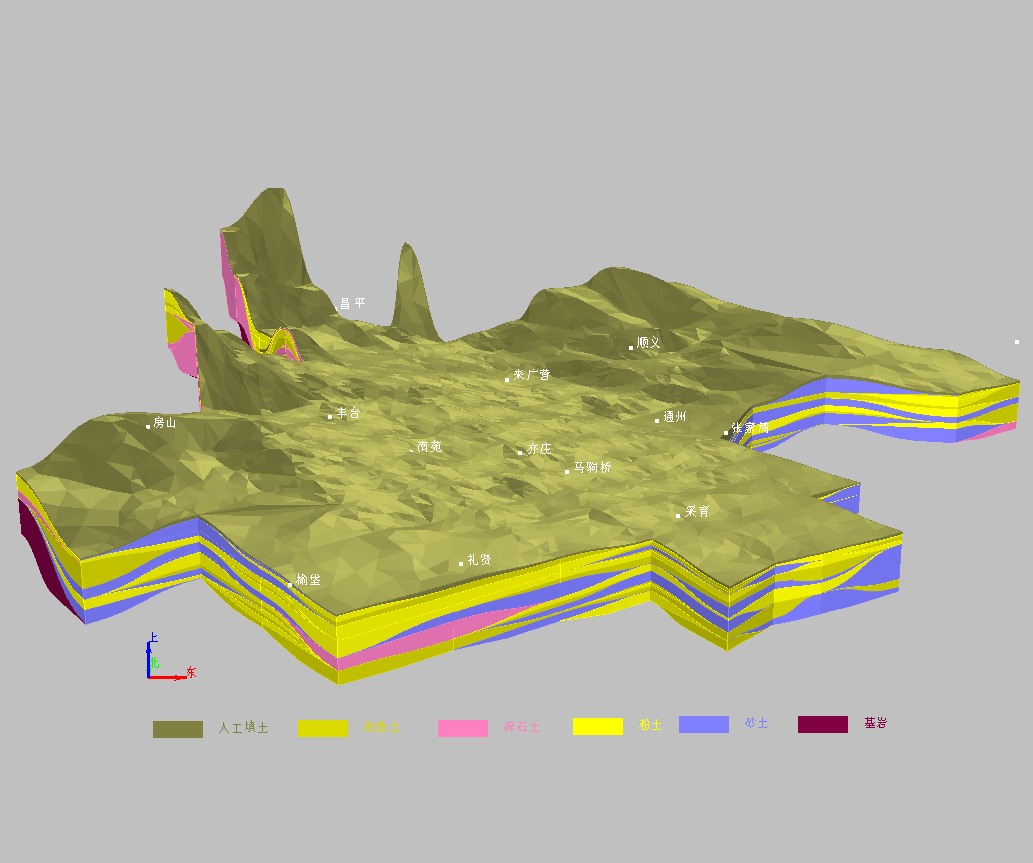 昌平
顺义
来广营
丰台
通州
房山
张家湾
南苑
亦庄
马驹桥
采育
礼贤
榆垡
上
北
东
人工填土
碎石土
粉土
砂土
基岩